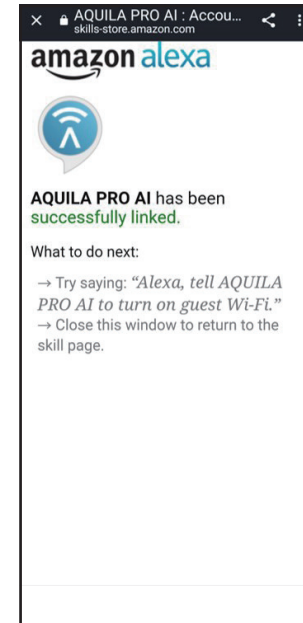 AQUILA PRO AI : Accou...
skills-store.amazon.com
amazon alexa
AQUILA PRO AI has been
successfully linked.
What to do next:
→ Try saying: “Alexa, tell AQUILA
PRO AI to turn on guest Wi-Fi.”
→ Close this window to return to the
skill page.